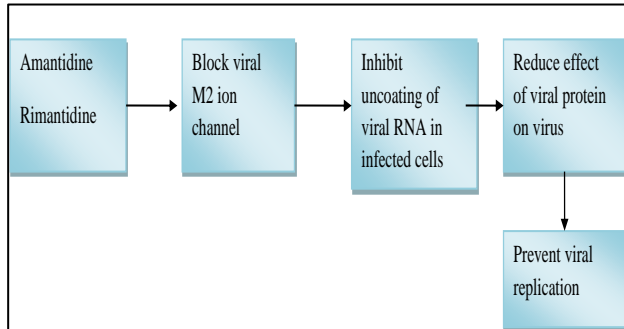 Amantidine
Rimantidine
Block viral
M2 ion
channel
Inhibit
uncoating of
viral RNA in
infected cells
Reduce effect
of viral protein
on virus
Prevent viral
replication